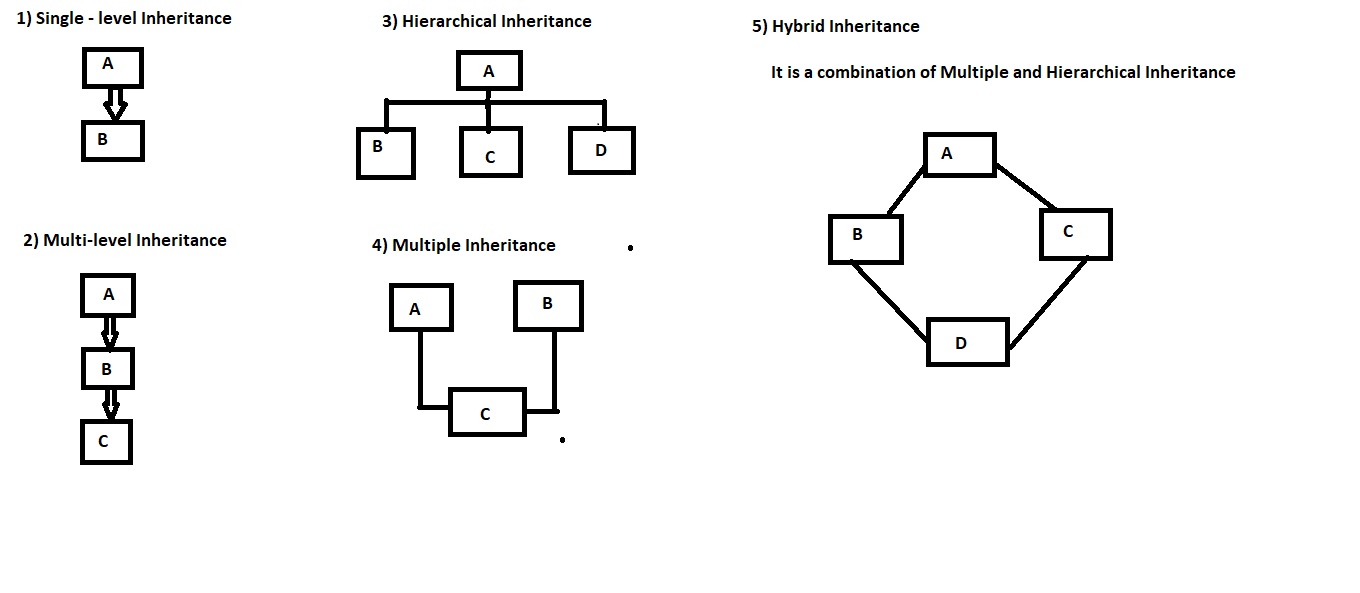 1) Single - level Inheritance
A
B
2) Multi-level Inheritance
A
B
C
3) Hierarchical Inheritance
A
B
C
D
4) Multiple Inheritance
A
B
C
5) Hybrid Inheritance
It is a combination of Multiple and Hierarchical Inheritance
A
B
C
D